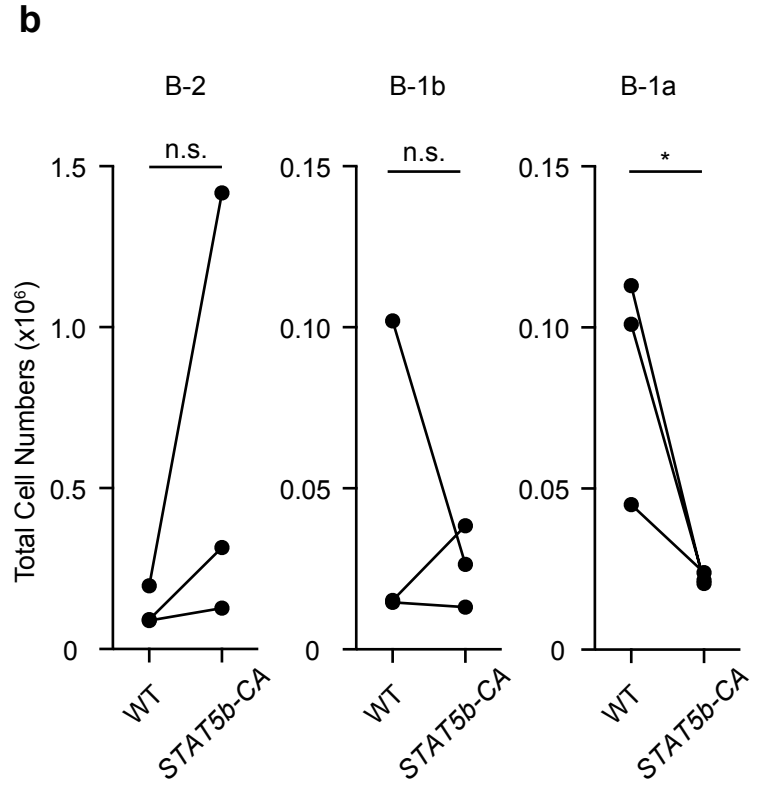 b
B-2
B-1b
B-1a
n.s.
n.s.
*
Total Cell Numbers (x10⁶)
1.5
1.0
0.5
0
0.15
0.10
0.05
0
0.15
0.10
0.05
0
WT
STAT5b-CA
WT
STAT5b-CA
WT
STAT5b-CA